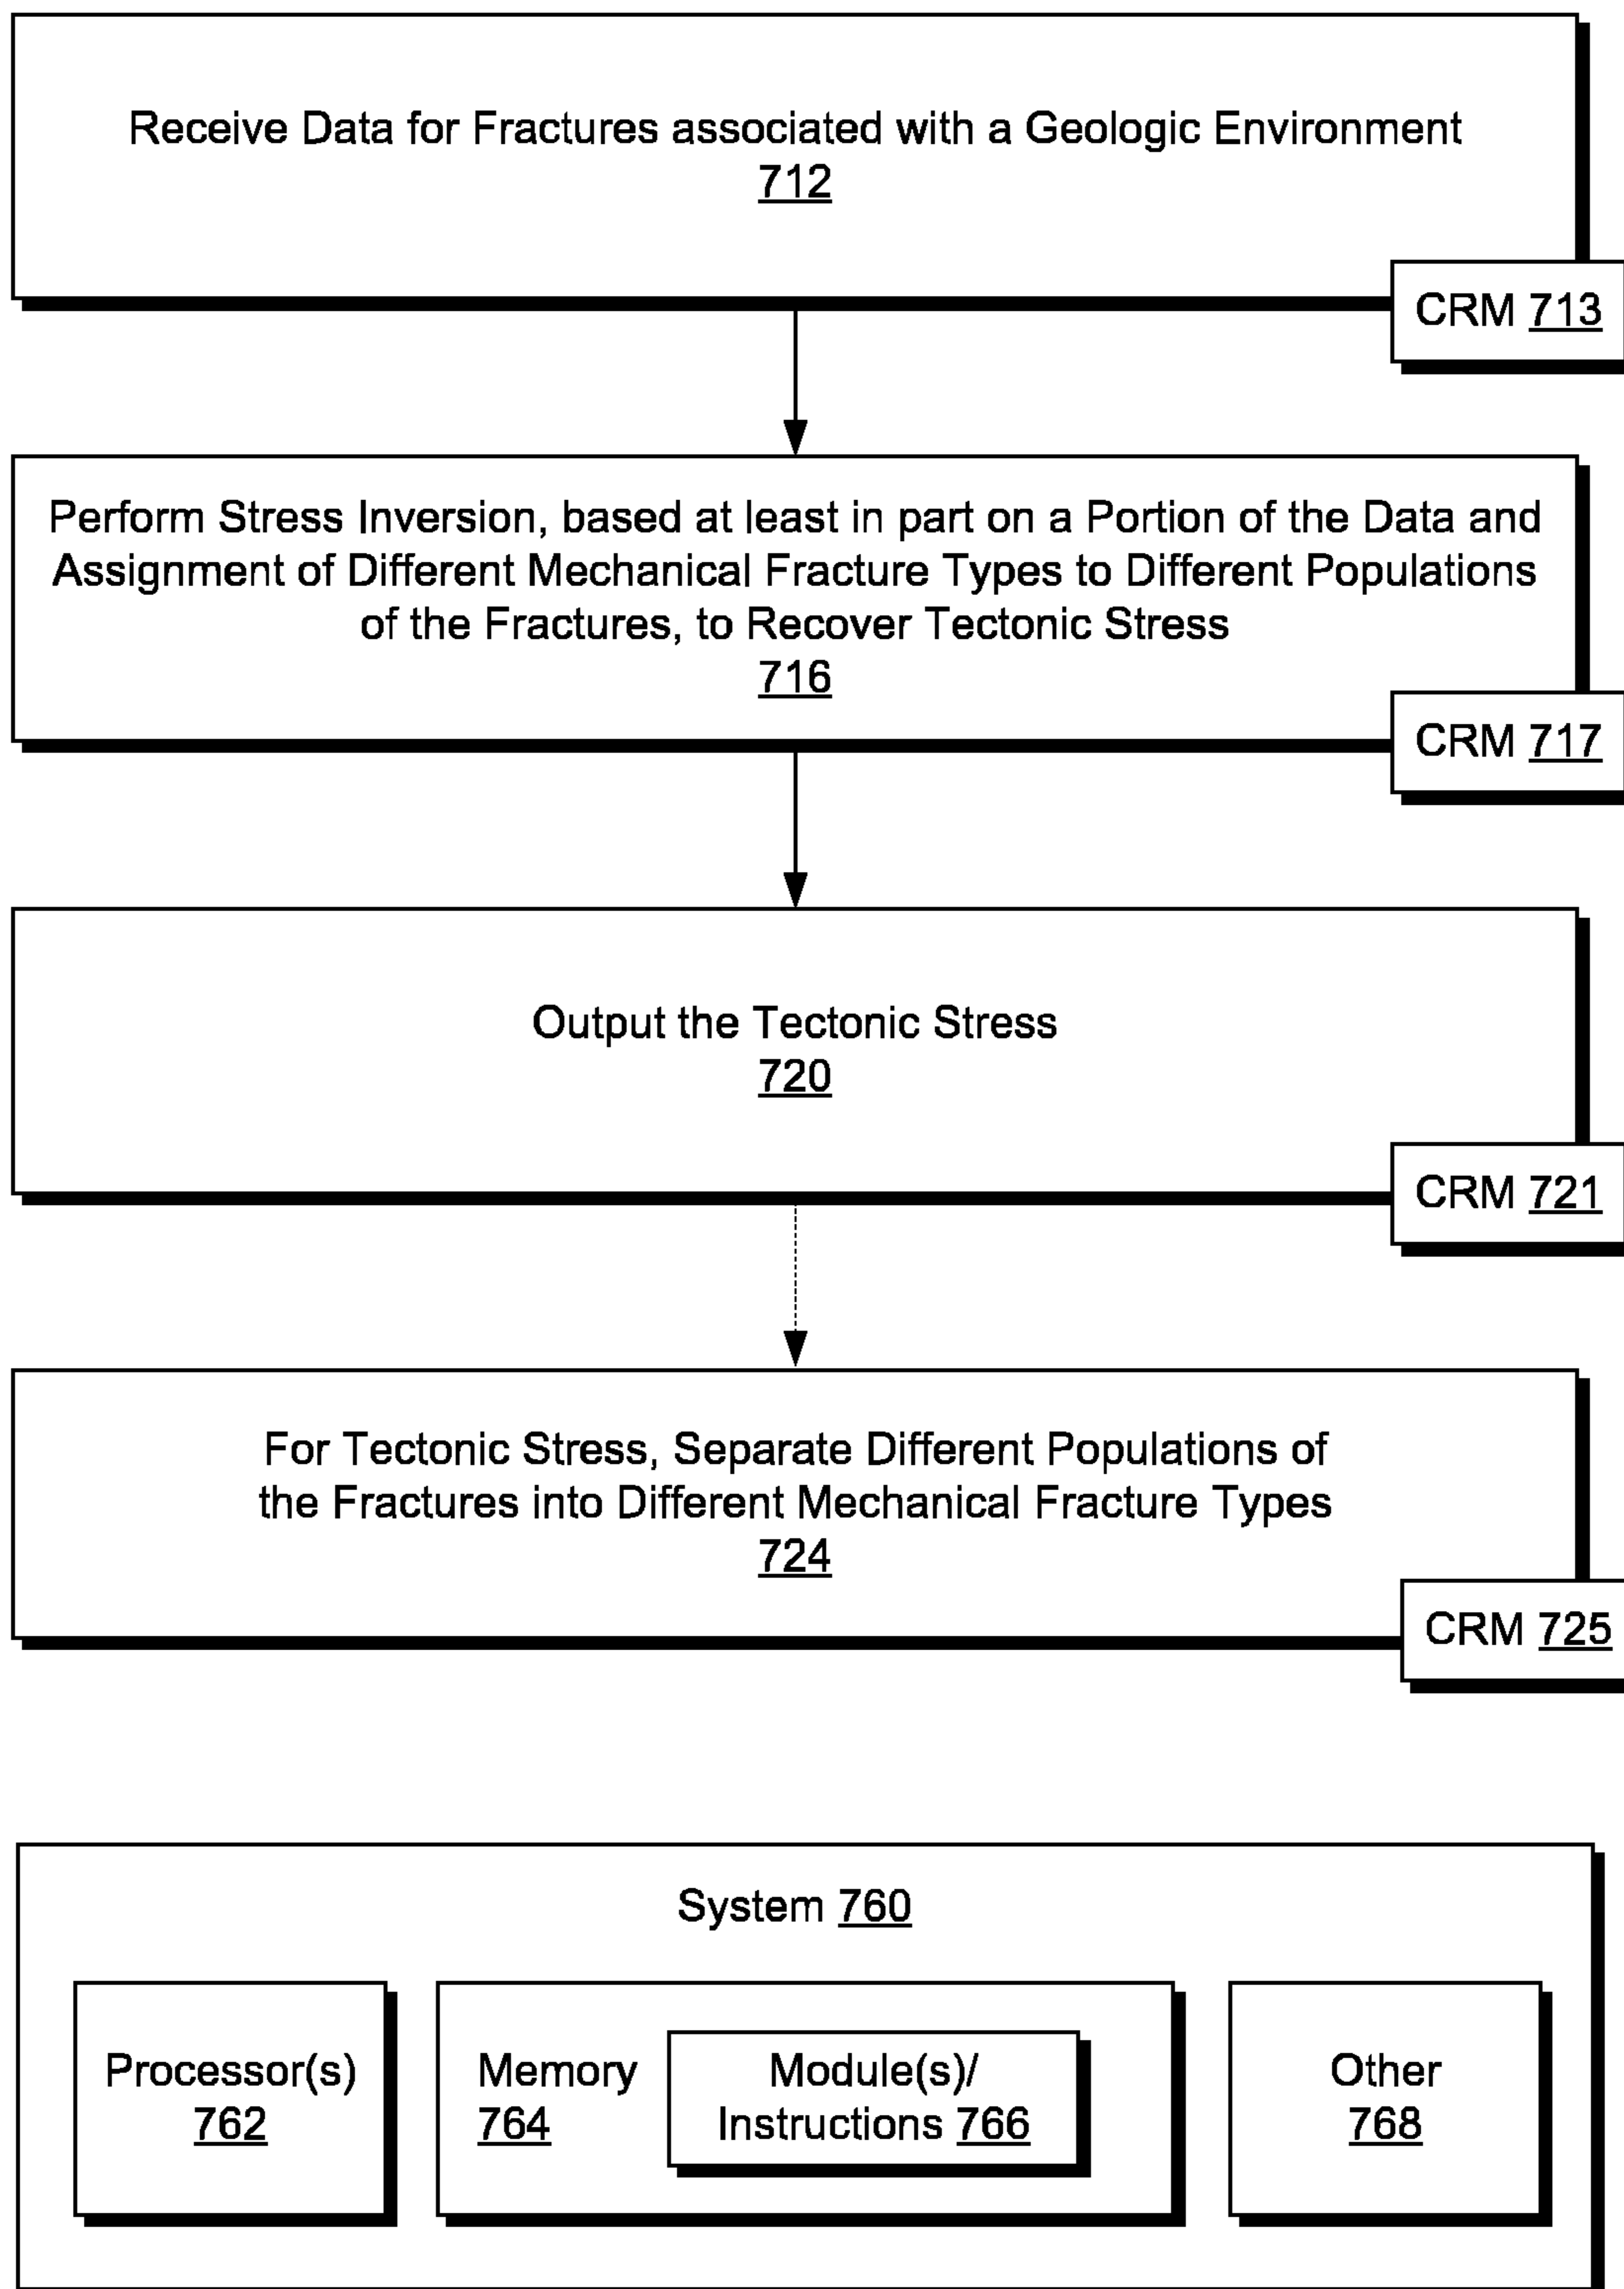 Receive Data for Fractures associated with a Geologic Environment
712
CRM 713
Perform Stress Inversion, based at least in part on a Portion of the Data and
Assignment of Different Mechanical Fracture Types to Different Populations
of the Fractures, to Recover Tectonic Stress
716
CRM 717
Output the Tectonic Stress
720
CRM 721
For Tectonic Stress, Separate Different Populations of
the Fractures into Different Mechanical Fracture Types
724
CRM 725
System 760
Processor(s)
762
Memory
764
Module(s)/
Instructions 766
Other
768